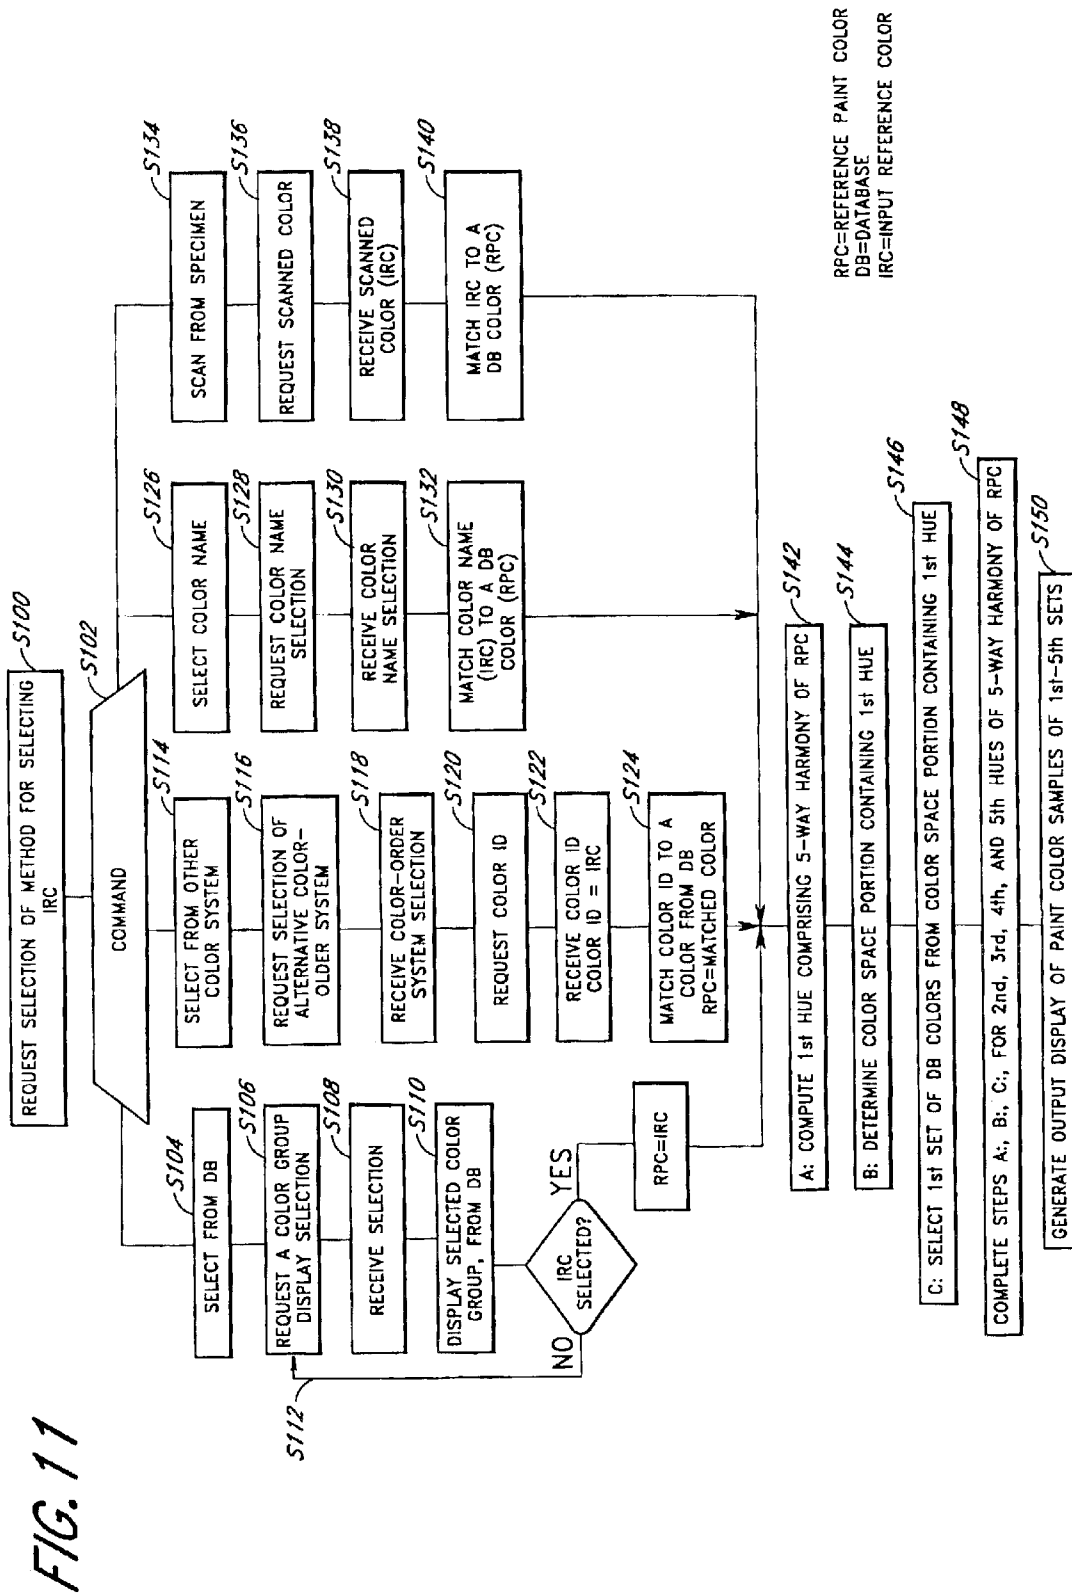 FIG. 11
REQUEST SELECTION OF METHOD FOR SELECTING
IRC
S100
COMMAND
S102
SELECT FROM DB
S104
REQUEST A COLOR GROUP
DISPLAY SELECTION
S106
RECEIVE SELECTION
S108
DISPLAY SELECTED COLOR
GROUP, FROM DB
S110
IRC
SELECTED?
NO
YES
S112
RPC=IRC
SELECT FROM OTHER
COLOR SYSTEM
S114
REQUEST SELECTION OF
ALTERNATIVE COLOR-
OLDER SYSTEM
S116
RECEIVE COLOR-ORDER
SYSTEM SELECTION
S118
REQUEST COLOR ID
S120
RECEIVE COLOR ID
COLOR ID = IRC
S122
MATCH COLOR ID TO A
COLOR FROM DB
RPC=MATCHED COLOR
S124
SELECT COLOR NAME
S126
REQUEST COLOR NAME
SELECTION
S128
RECEIVE COLOR
NAME SELECTION
S130
MATCH COLOR NAME
(IRC) TO A DB
COLOR (RPC)
S132
SCAN FROM SPECIMEN
S134
REQUEST SCANNED COLOR
S136
RECEIVE SCANNED
COLOR (IRC)
S138
MATCH IRC TO A
DB COLOR (RPC)
S140
A: COMPUTE 1st HUE COMPRISING 5-WAY HARMONY OF RPC
S142
B: DETERMINE COLOR SPACE PORTION CONTAINING 1st HUE
S144
C: SELECT 1st SET OF DB COLORS FROM COLOR SPACE PORTION CONTAINING 1st HUE
S146
COMPLETE STEPS A:, B:, C:, FOR 2nd, 3rd, 4th, AND 5th HUES OF 5-WAY HARMONY OF RPC
S148
GENERATE OUTPUT DISPLAY OF PAINT COLOR SAMPLES OF 1st-5th SETS
S150
RPC=REFERENCE PAINT COLOR
DB=DATABASE
IRC=INPUT REFERENCE COLOR